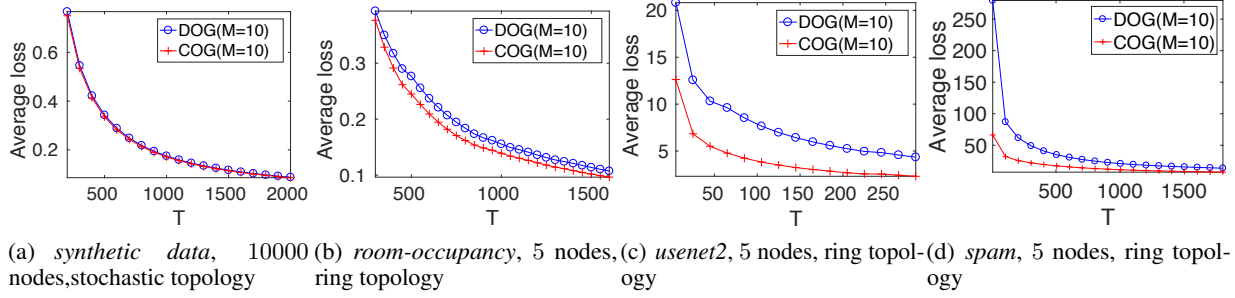 DOG(M=10)
COG(M=10)
Average loss
0.6
0.4
0.2
500 1000 1500 2000
T
DOG(M=10)
COG(M=10)
Average loss
0.3
0.2
0.1
500 1000 1500
T
DOG(M=10)
COG(M=10)
Average loss
20
15
10
5
50 100 150 200 250
T
DOG(M=10)
COG(M=10)
Average loss
250
200
150
100
50
500 1000 1500
T
(a) synthetic data, 10000
nodes,stochastic topology
(b) room-occupancy, 5 nodes,
ring topology
(c) usenet2, 5 nodes, ring topol-
ogy
(d) spam, 5 nodes, ring topol-
ogy